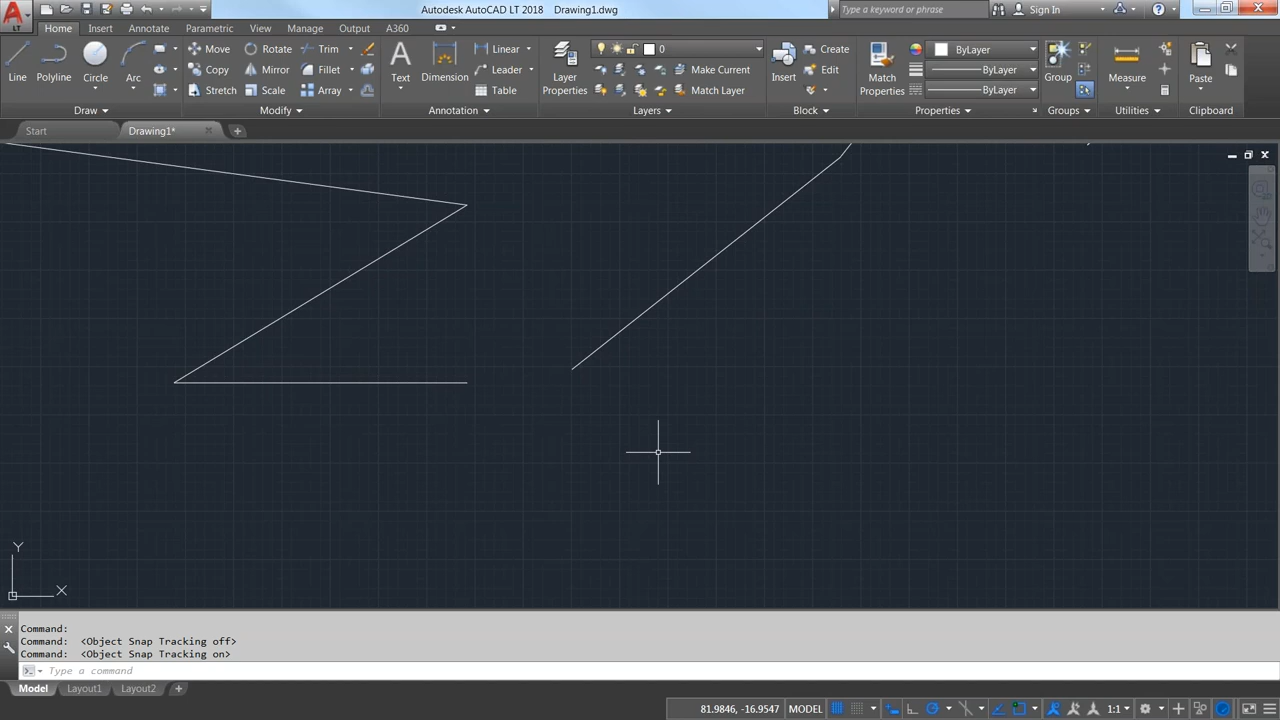 Autodesk AutoCAD LT 2018 Drawing1.dwg
Type a keyword or phrase
Sign In
LT
Home Insert Annotate Parametric View Manage Output A360
Line Polyline Circle Arc
Move Rotate Trim
Copy Mirror Fillet
Stretch Scale Array
Text Dimension
Linear
Leader
Table
Layer Properties
0
Make Current
Match Layer
Insert
Create
Edit
Match Properties
ByLayer
ByLayer
ByLayer
Group
Measure
Paste
Draw Modify Annotation Layers Block Properties Groups Utilities Clipboard
Start Drawing1*
Y
X
Command:
Command: <Object Snap Tracking off>
Command: <Object Snap Tracking on>
Type a command
Model Layout1 Layout2
81.9846, -16.9547 MODEL 1:1